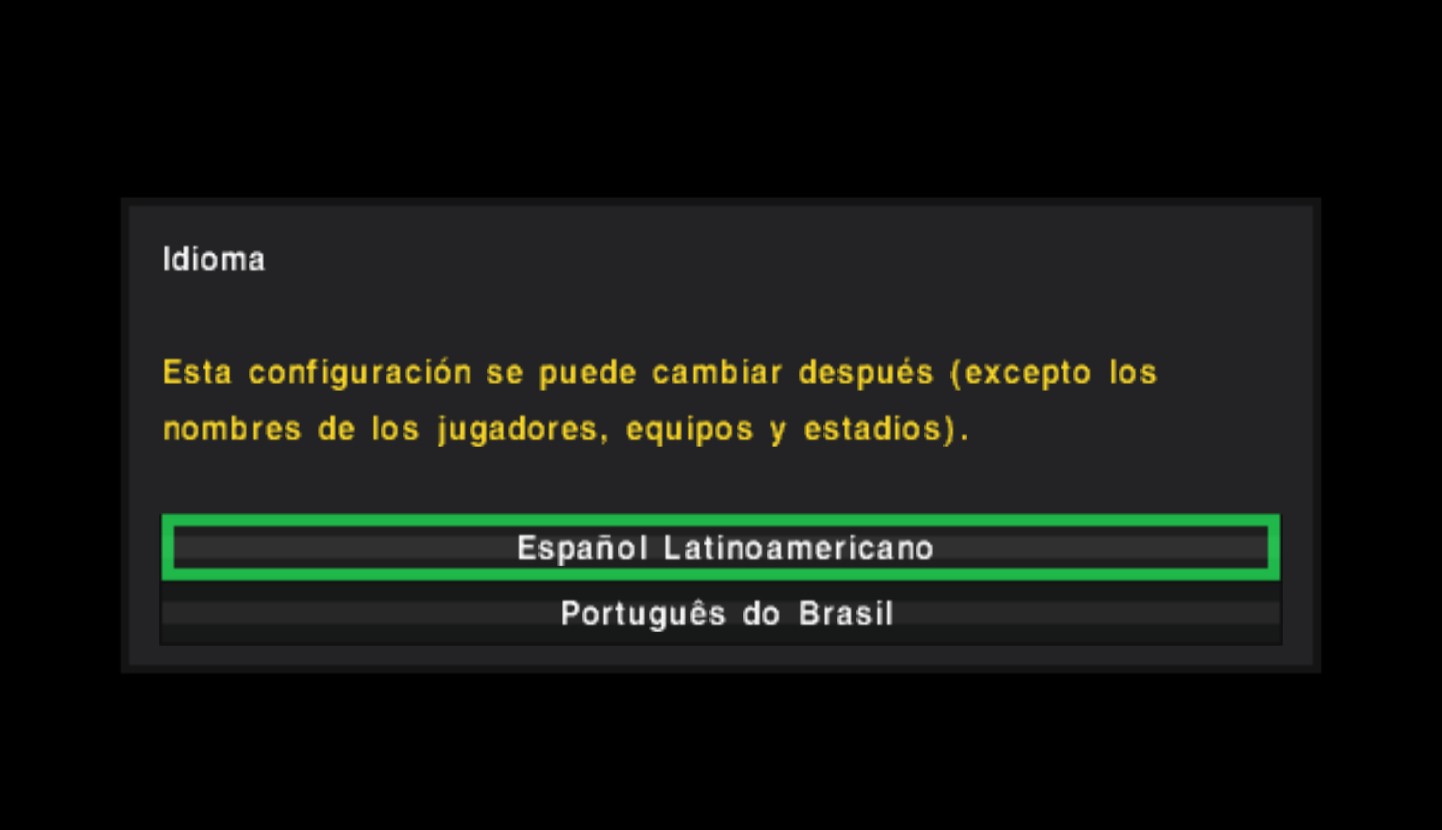 Idioma
Esta configuración se puede cambiar después (excepto los
nombres de los jugadores, equipos y estadios).
Español Latinoamericano
Português do Brasil